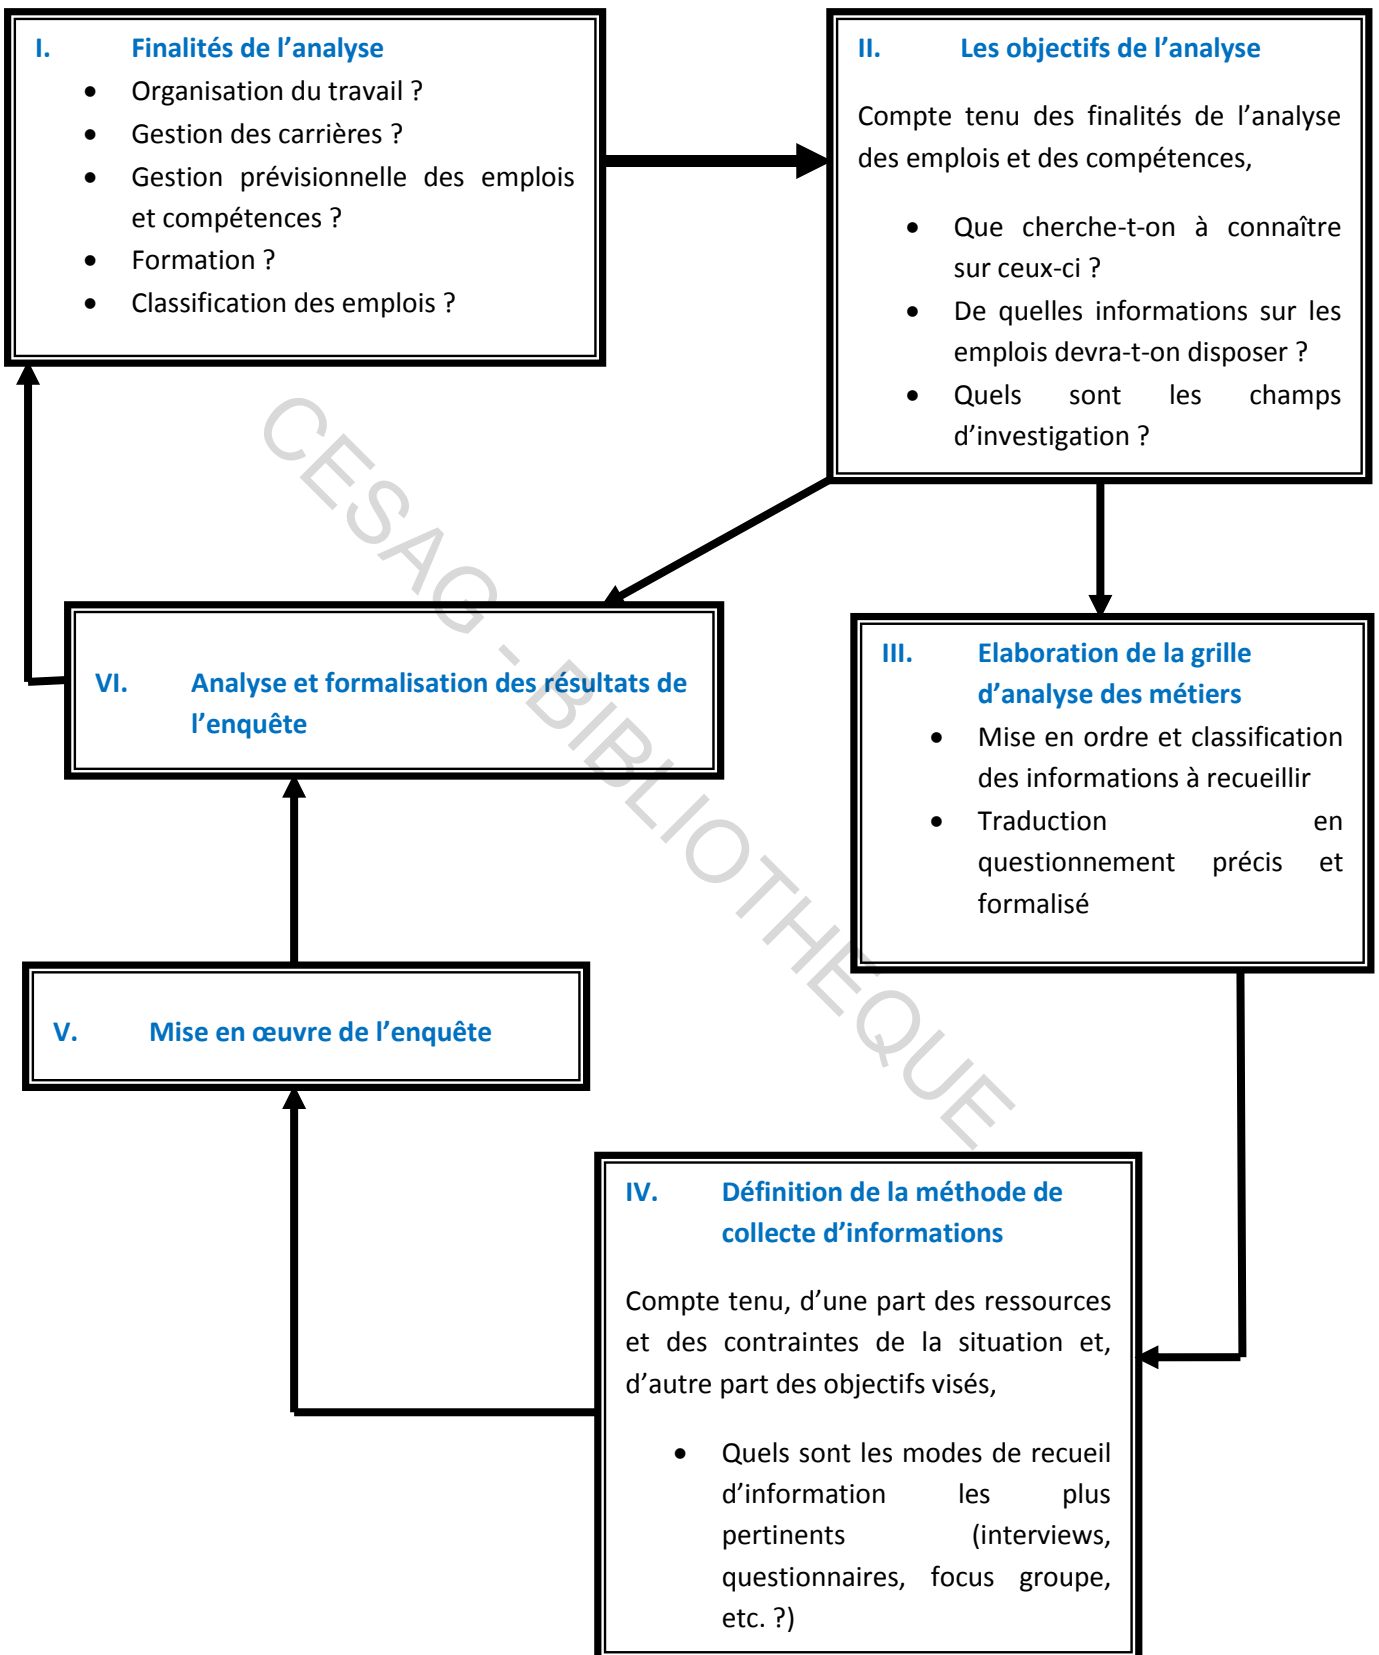 I. Finalités de l’analyse
• Organisation du travail ?
• Gestion des carrières ?
• Gestion prévisionnelle des emplois
et compétences ?
• Formation ?
• Classification des emplois ?
II. Les objectifs de l’analyse
Compte tenu des finalités de l’analyse
des emplois et des compétences,
• Que cherche-t-on à connaître
sur ceux-ci ?
• De quelles informations sur les
emplois devra-t-on disposer ?
• Quels sont les champs
d’investigation ?
III. Elaboration de la grille
d’analyse des métiers
• Mise en ordre et classification
des informations à recueillir
• Traduction en
questionnement précis et
formalisé
IV. Définition de la méthode de
collecte d’informations
Compte tenu, d’une part des ressources
et des contraintes de la situation et,
d’autre part des objectifs visés,
• Quels sont les modes de recueil
d’information les plus
pertinents (interviews,
questionnaires, focus groupe,
etc. ?)
V. Mise en œuvre de l’enquête
VI. Analyse et formalisation des résultats de
l’enquête
CESAG - BIBLIOTHEQUE